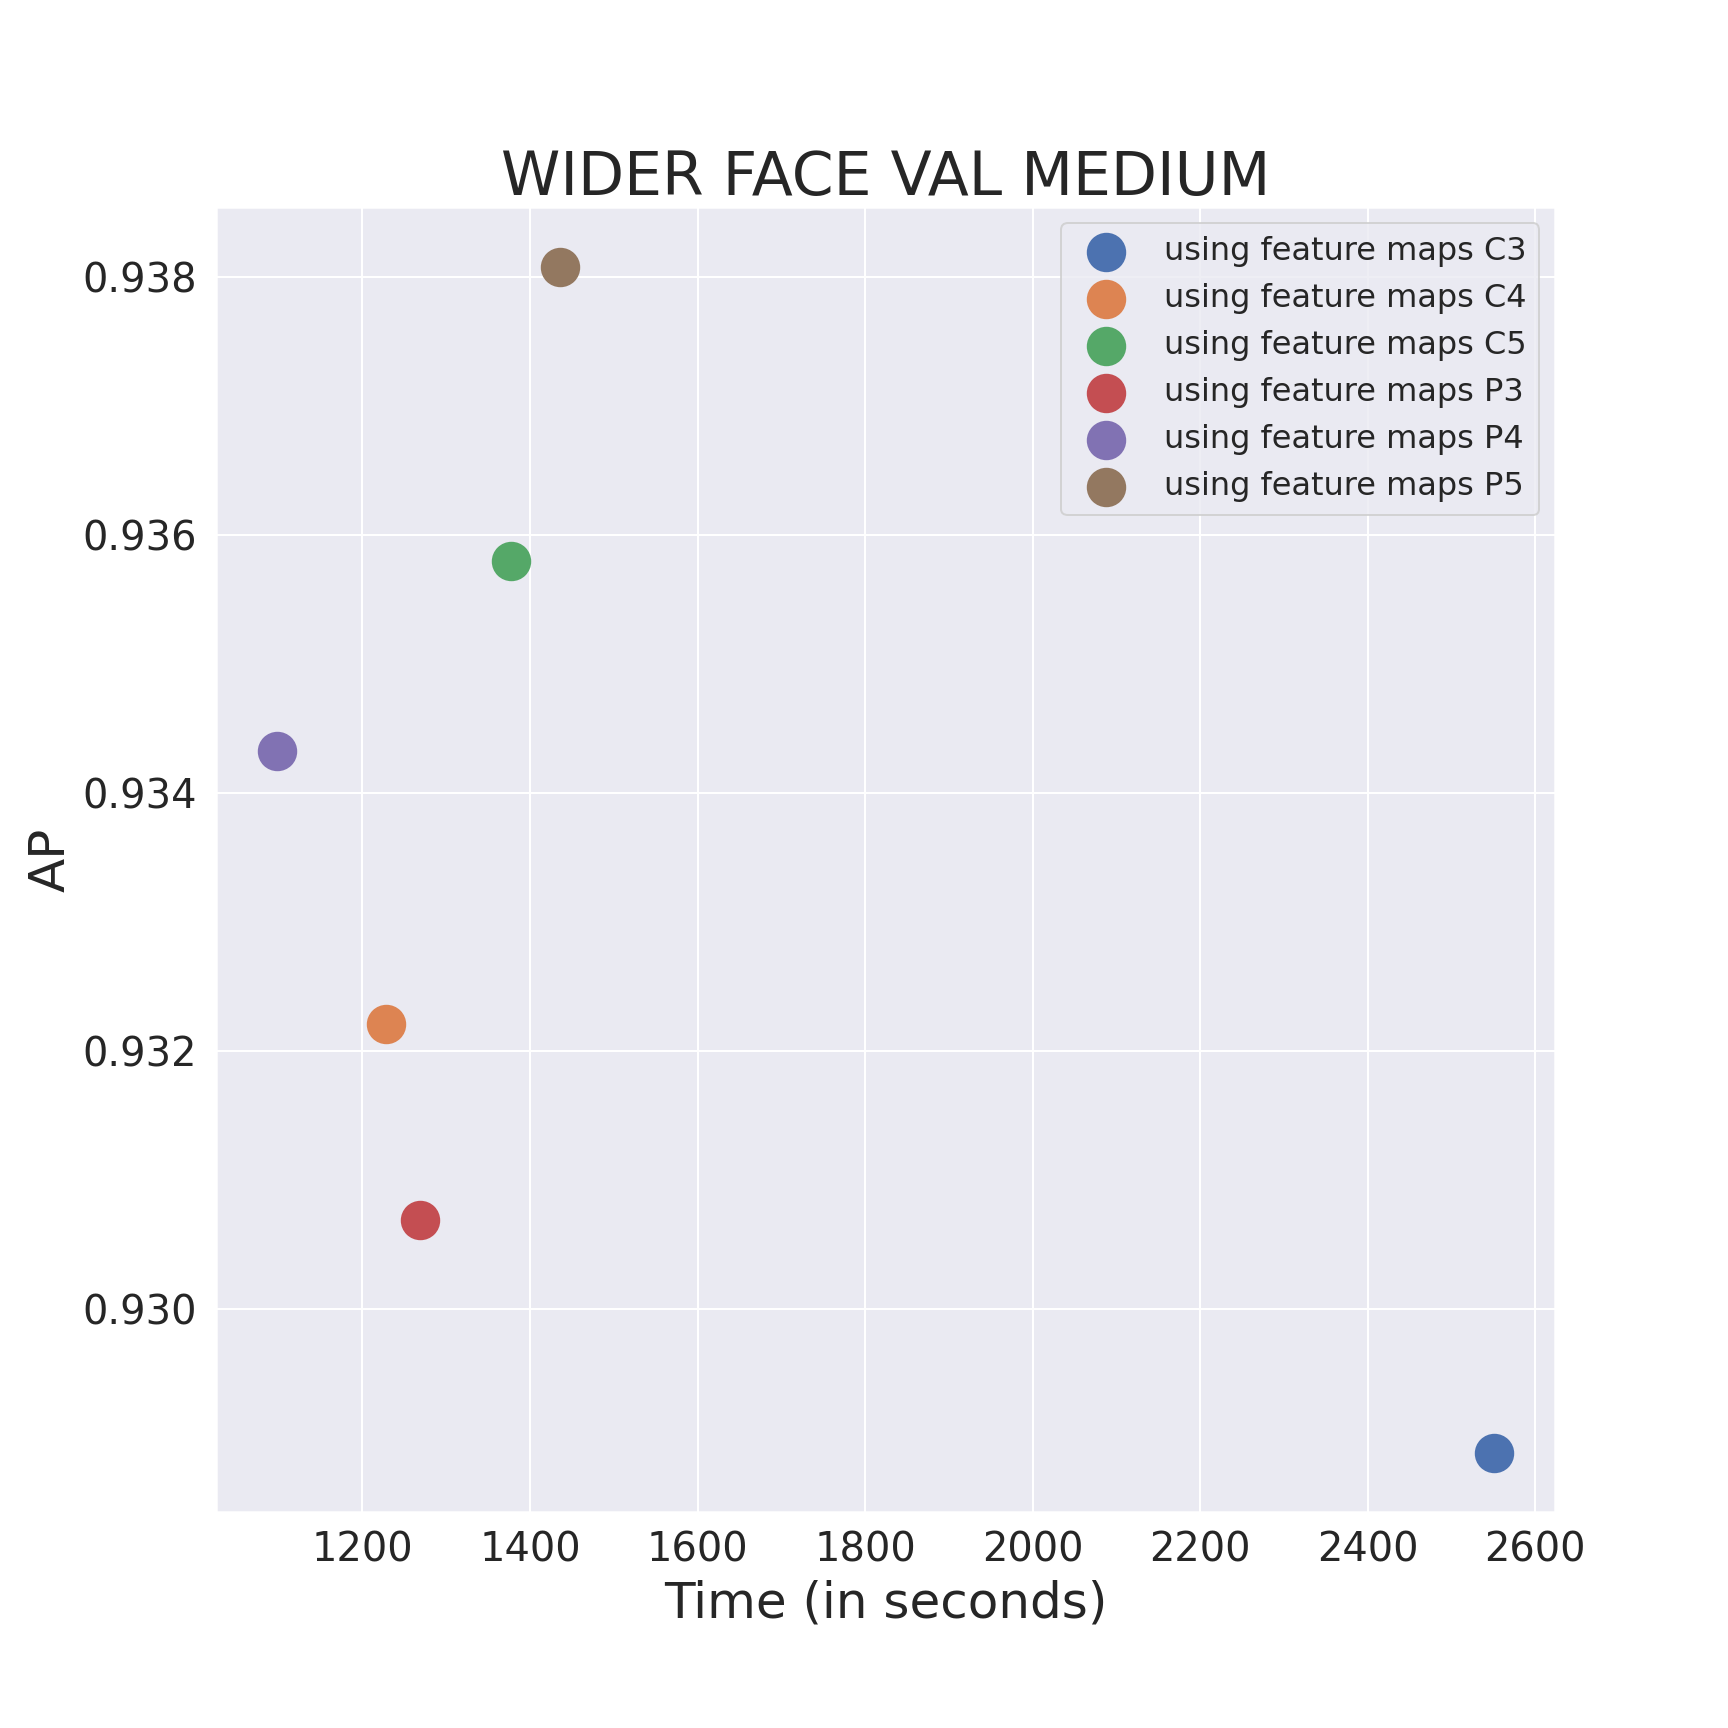 WIDER FACE VAL MEDIUM
using feature maps C3
using feature maps C4
using feature maps C5
using feature maps P3
using feature maps P4
using feature maps P5
0.938
0.936
0.934
0.932
0.930
AP
1200 1400 1600 1800 2000 2200 2400 2600
Time (in seconds)